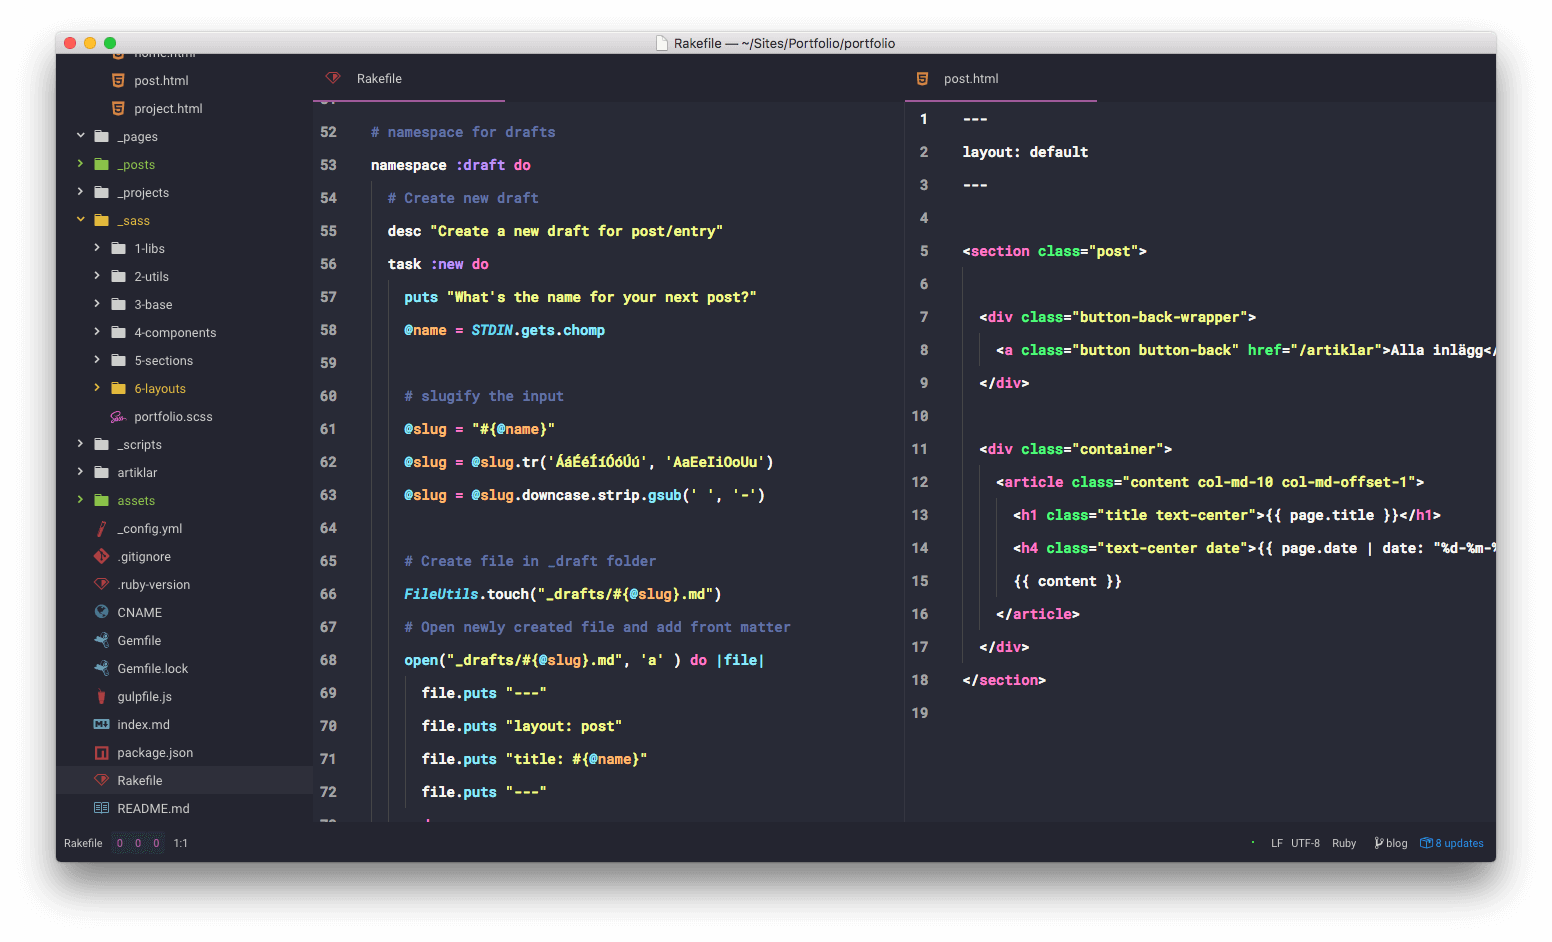 Rakefile — ~/Sites/Portfolio/portfolio
home.html
post.html
project.html
_pages
_posts
_projects
_sass
1-libs
2-utils
3-base
4-components
5-sections
6-layouts
portfolio.scss
_scripts
artiklar
assets
_config.yml
.gitignore
.ruby-version
CNAME
Gemfile
Gemfile.lock
gulpfile.js
index.md
package.json
Rakefile
README.md
Rakefile
52 # namespace for drafts
53 namespace :draft do
54 # Create new draft
55 desc "Create a new draft for post/entry"
56 task :new do
57 puts "What's the name for your next post?"
58 @name = STDIN.gets.chomp
59
60 # slugify the input
61 @slug = "#{@name}"
62 @slug = @slug.tr('ÁáÉéÍíÓóÚú', 'AaEeIiOoUu')
63 @slug = @slug.downcase.strip.gsub(' ', '-')
64
65 # Create file in _draft folder
66 FileUtils.touch("_drafts/#{@slug}.md")
67 # Open newly created file and add front matter
68 open("_drafts/#{@slug}.md", 'a' ) do |file|
69 file.puts "---"
70 file.puts "layout: post"
71 file.puts "title: #{@name}"
72 file.puts "---"
post.html
1 ---
2 layout: default
3 ---
4
5 <section class="post">
6
7 <div class="button-back-wrapper">
8 <a class="button button-back" href="/artiklar">Alla inlägg</
9 </div>
10
11 <div class="container">
12 <article class="content col-md-10 col-md-offset-1">
13 <h1 class="title text-center">{{ page.title }}</h1>
14 <h4 class="text-center date">{{ page.date | date: "%d-%m-%
15 {{ content }}
16 </article>
17 </div>
18 </section>
19
Rakefile 0 0 0 1:1
LF UTF-8 Ruby blog 8 updates